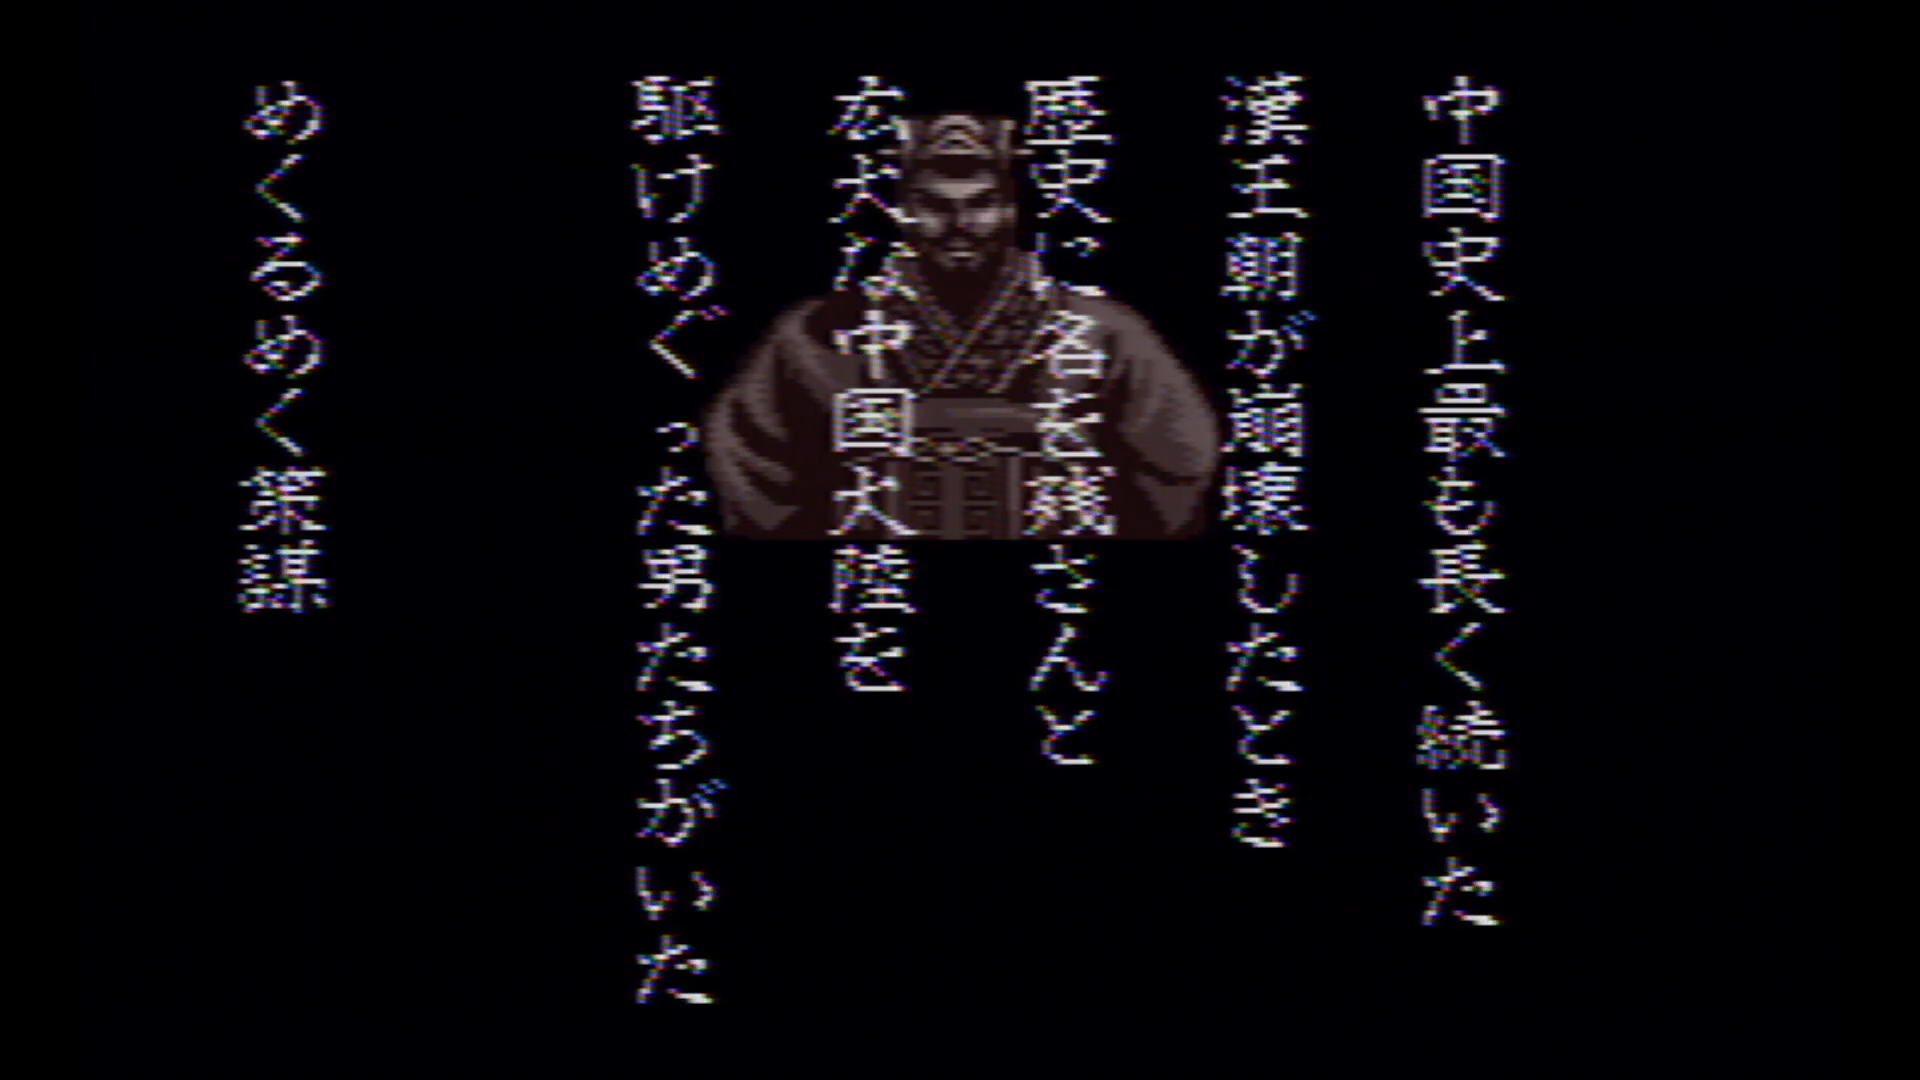 中国史上最も長く続いた
漢王朝が崩壊したとき
歴史に名を残さんと
広大な中国大陸を
駆けめぐった男たちがいた
めくるめく策謀